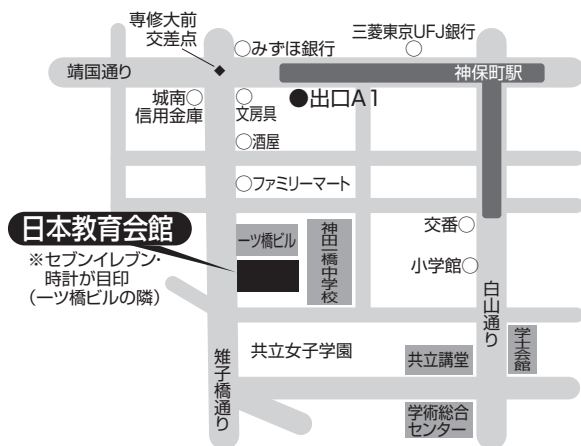 専修大前
交差点
みずほ銀行
三菱東京UFJ銀行
靖国通り
神保町駅
城南
信用金庫
文房具
出口A1
酒屋
ファミリーマート
日本教育会館
※セブンイレブン・
時計が目印
（一ツ橋ビルの隣）
一ツ橋ビル
神田一橋中学校
交番
小学館
白山通り
雉子橋通り
共立女子学園
共立講堂
学士会館
学術総合
センター